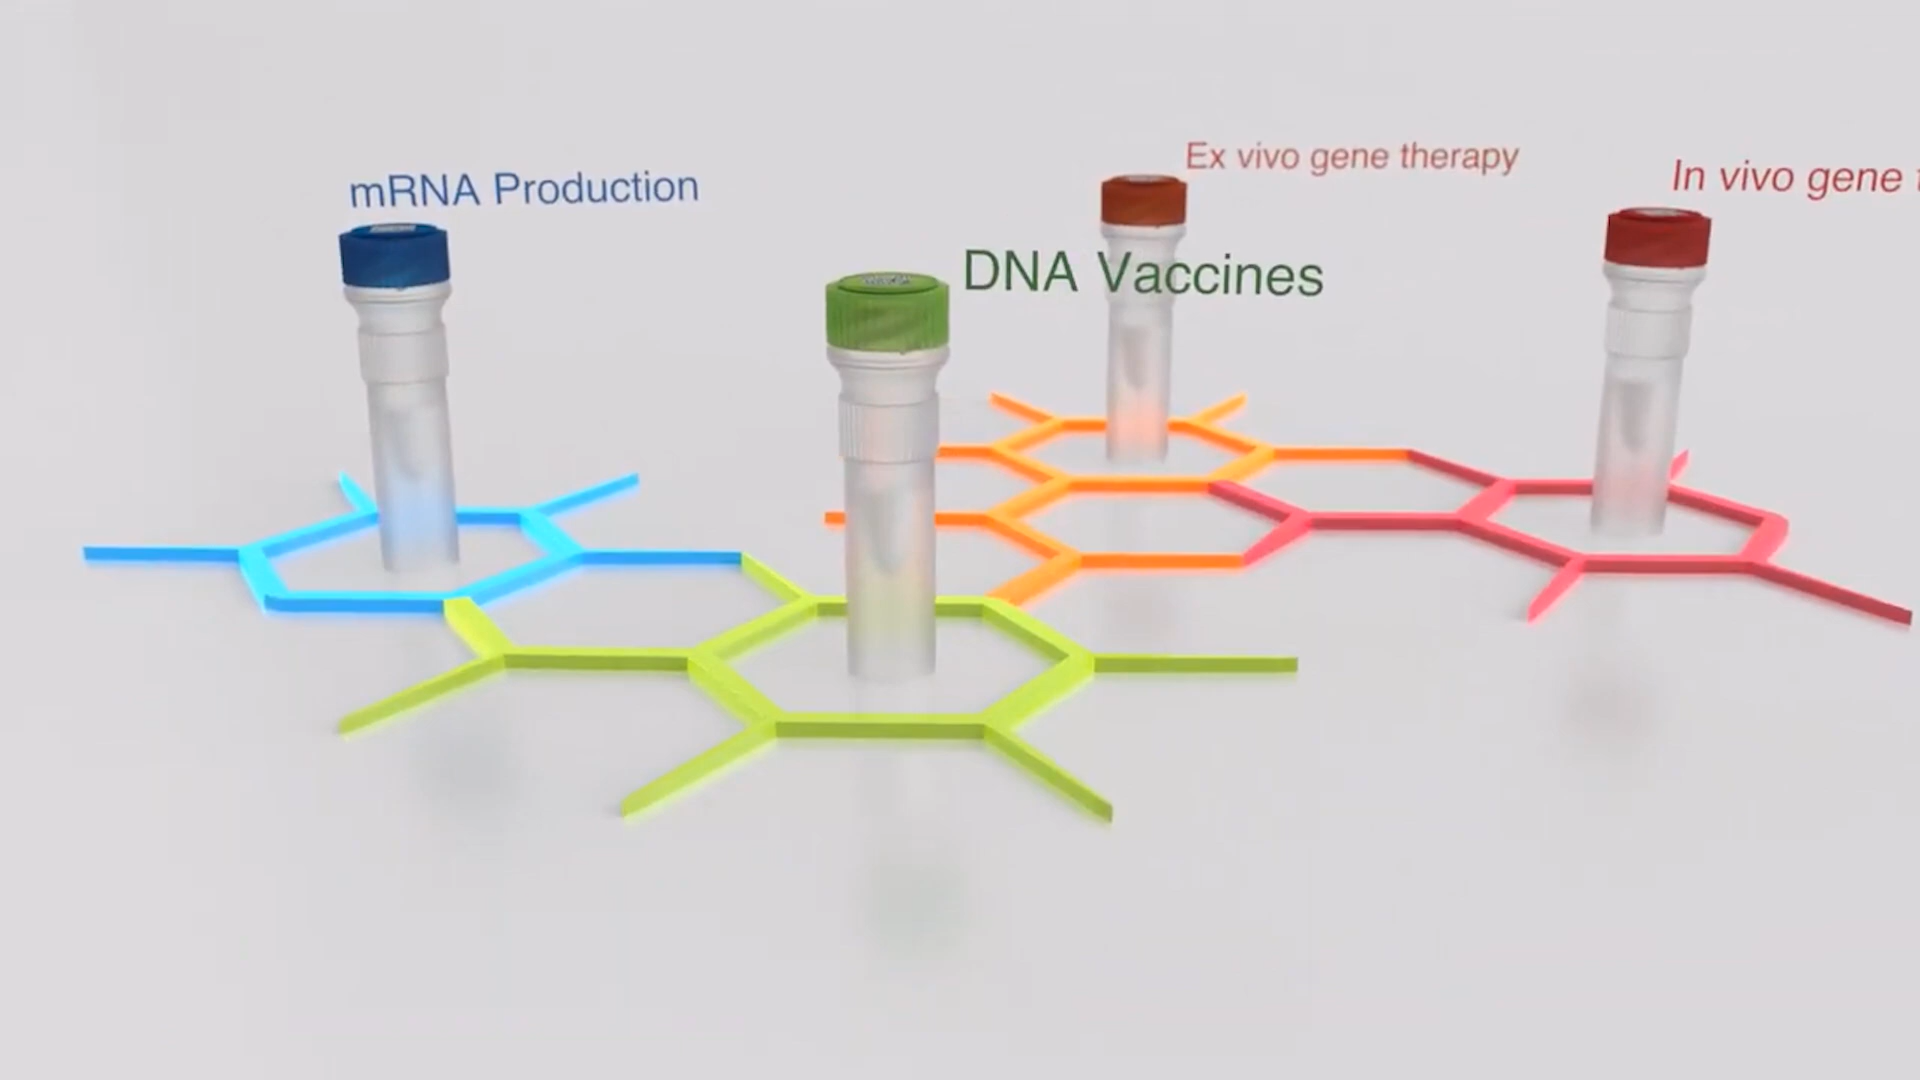 mRNA Production
Ex vivo gene therapy
In vivo gene
DNA Vaccines